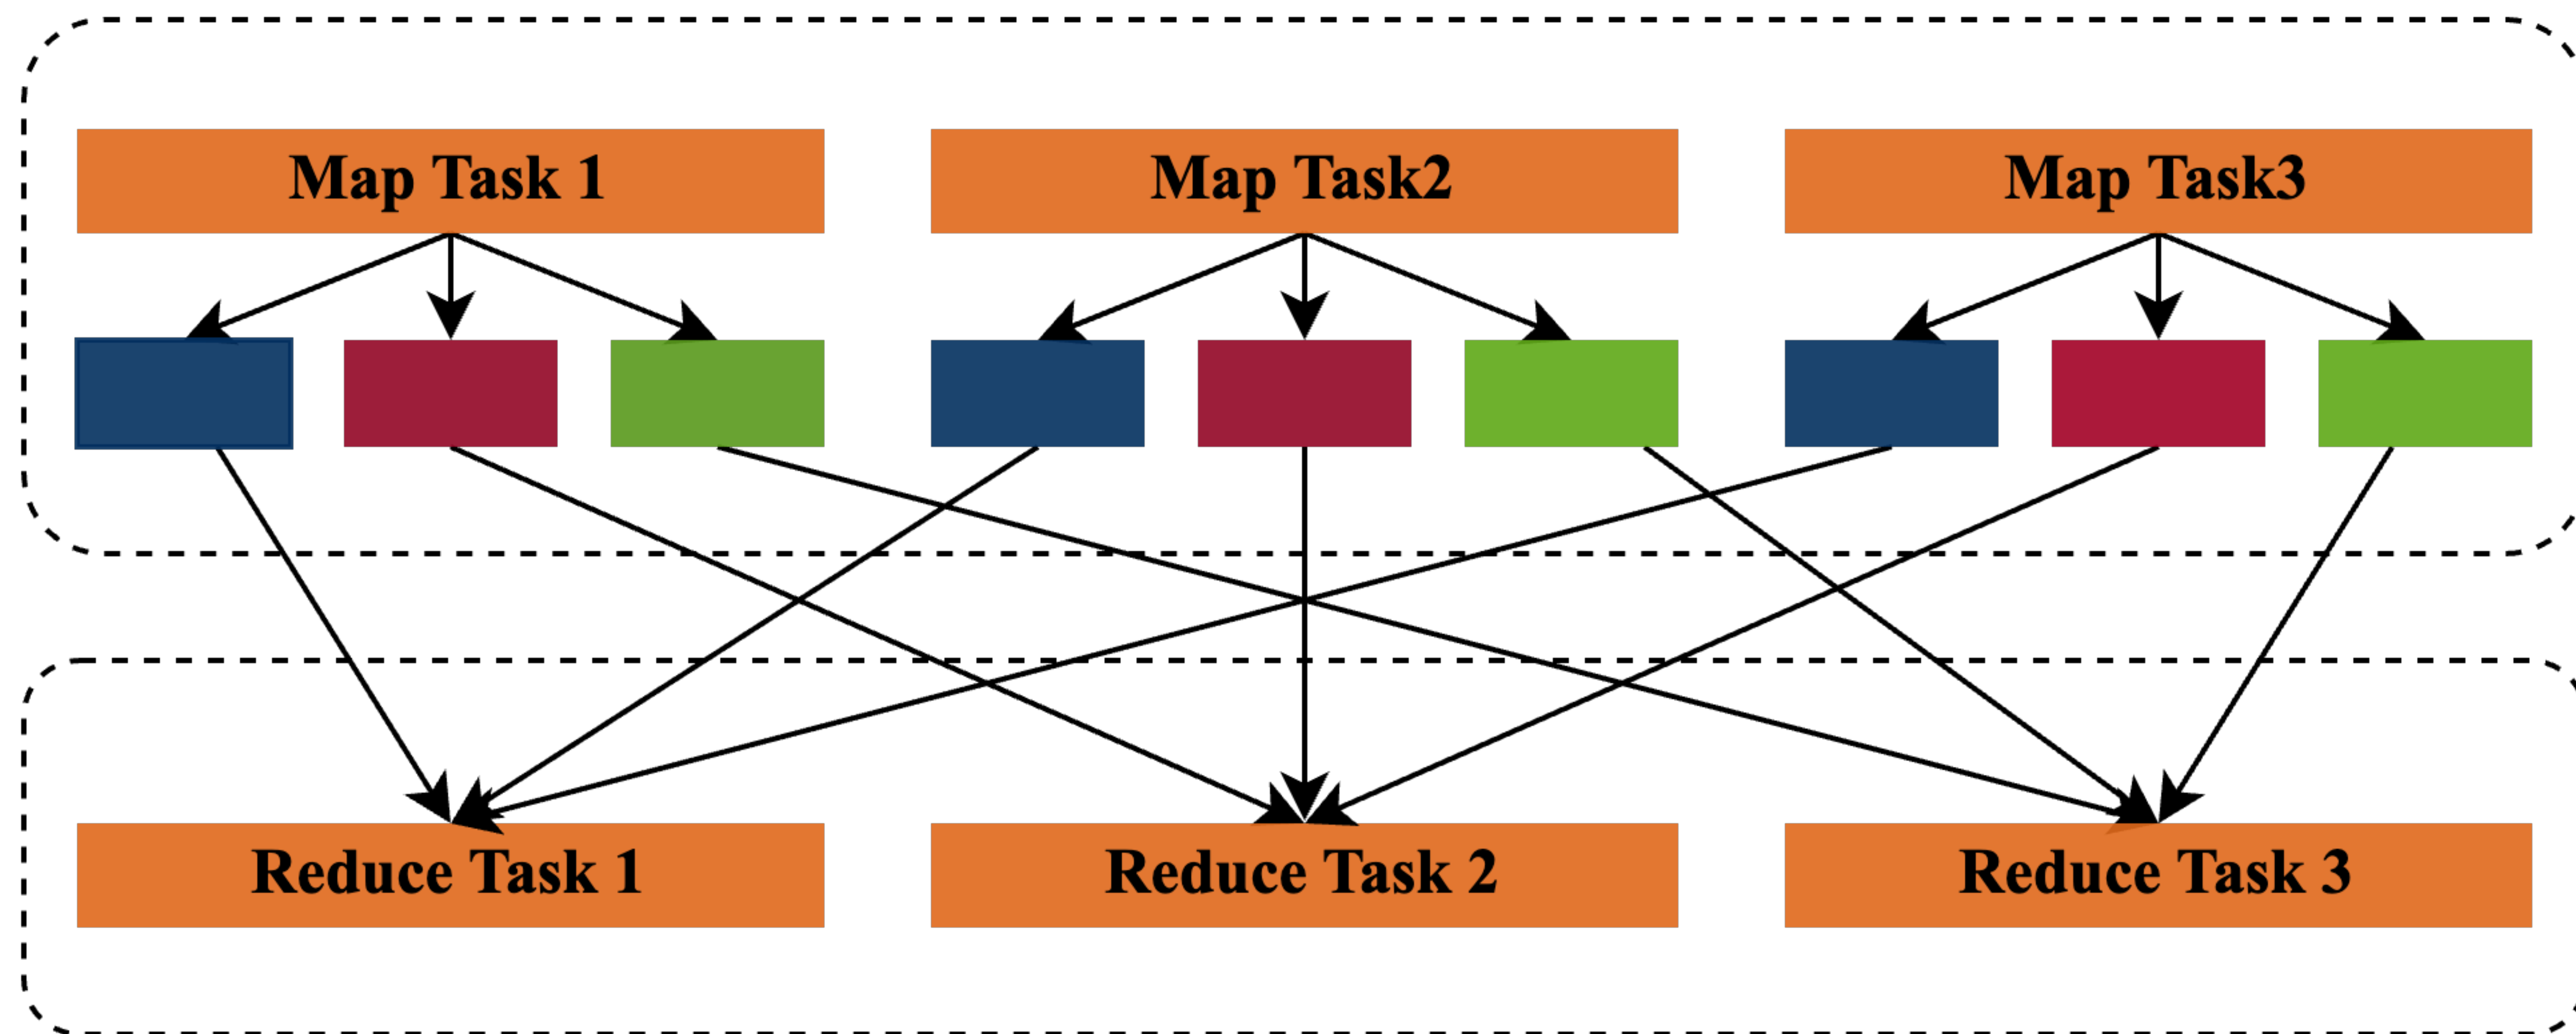 Map Task 1
Map Task2
Map Task3
Reduce Task 1
Reduce Task 2
Reduce Task 3